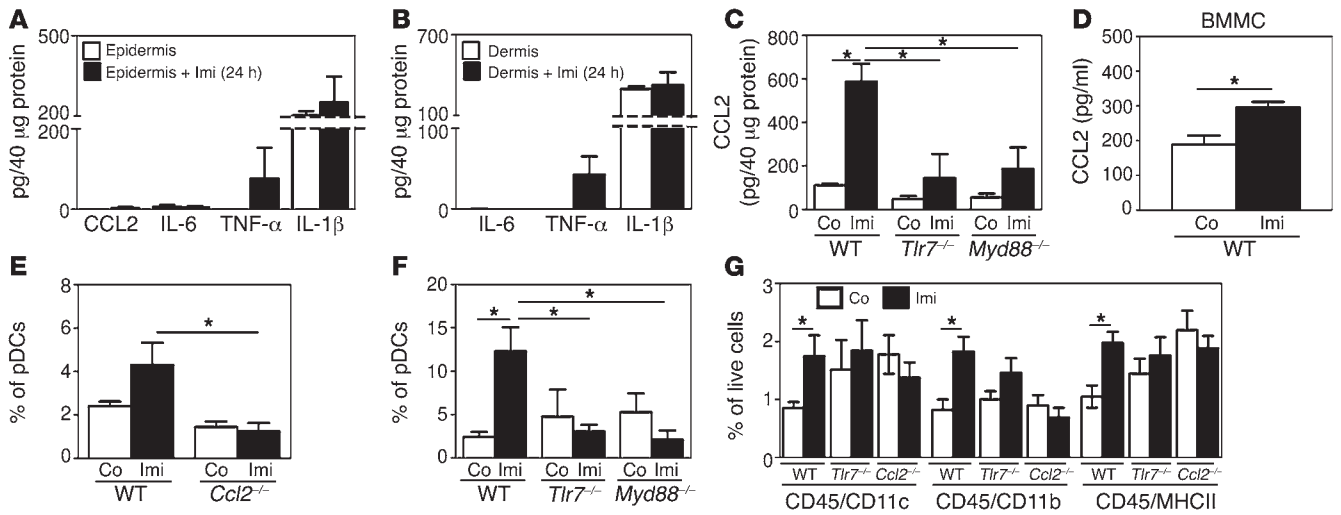 A
500
Epidermis
Epidermis + Imi (24 h)
pg/40 μg protein
200
200
0
CCL2 IL-6 TNF-α IL-1β
B
700
Dermis
Dermis + Imi (24 h)
pg/40 μg protein
100
100
0
IL-6 TNF-α IL-1β
C
CCL2
(pg/40 μg protein)
800
600
400
200
0
* * *
Co Imi Co Imi Co Imi
WT Tlr7–/– Myd88–/–
D
BMMC
CCL2 (pg/ml)
500
400
300
200
100
0
*
Co Imi
WT
E
% of pDCs
8
6
4
2
0
*
Co Imi Co Imi
WT Ccl2–/–
F
% of pDCs
20
15
10
5
0
* * *
Co Imi Co Imi Co Imi
WT Tlr7–/– Myd88–/–
G
Co Imi
% of live cells
3
2
1
0
* * *
WT Tlr7–/– Ccl2–/– WT Tlr7–/– Ccl2–/– WT Tlr7–/– Ccl2–/–
CD45/CD11c CD45/CD11b CD45/MHCII